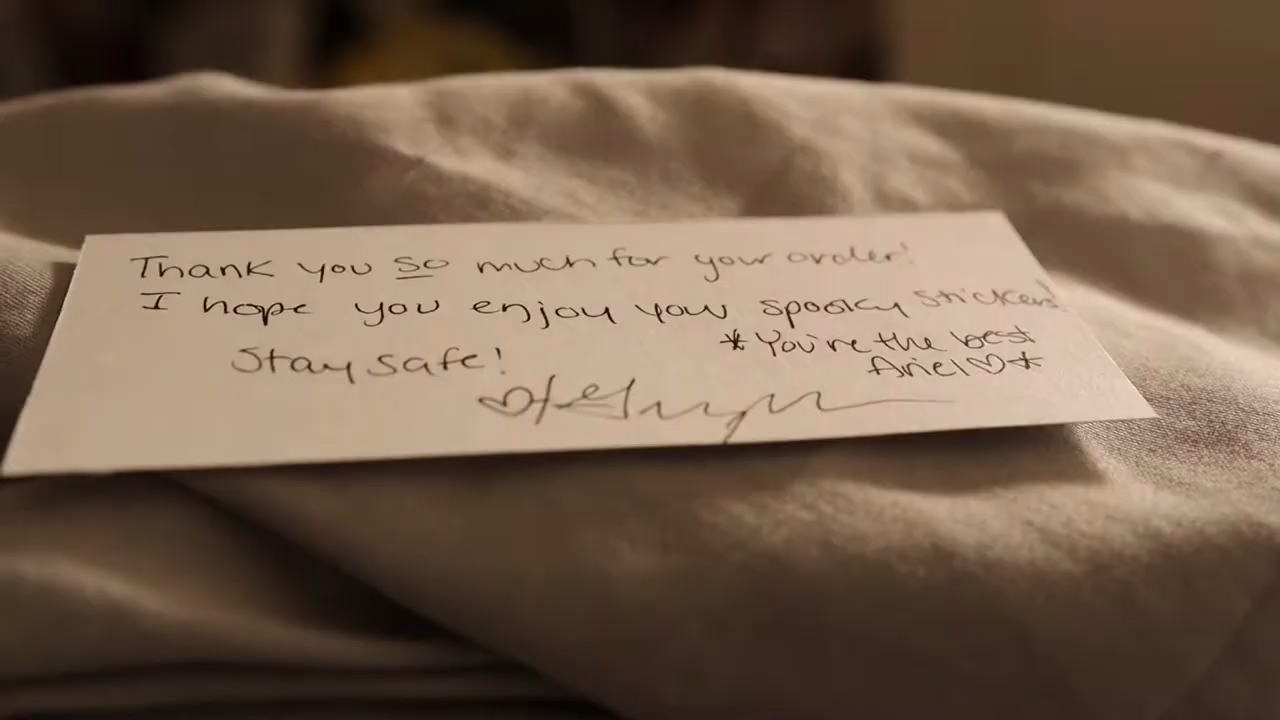 Thank you so much for your order!
I hope you enjoy your spooky stickers!
Stay safe!
*You're the best
Ariel♡*
♡